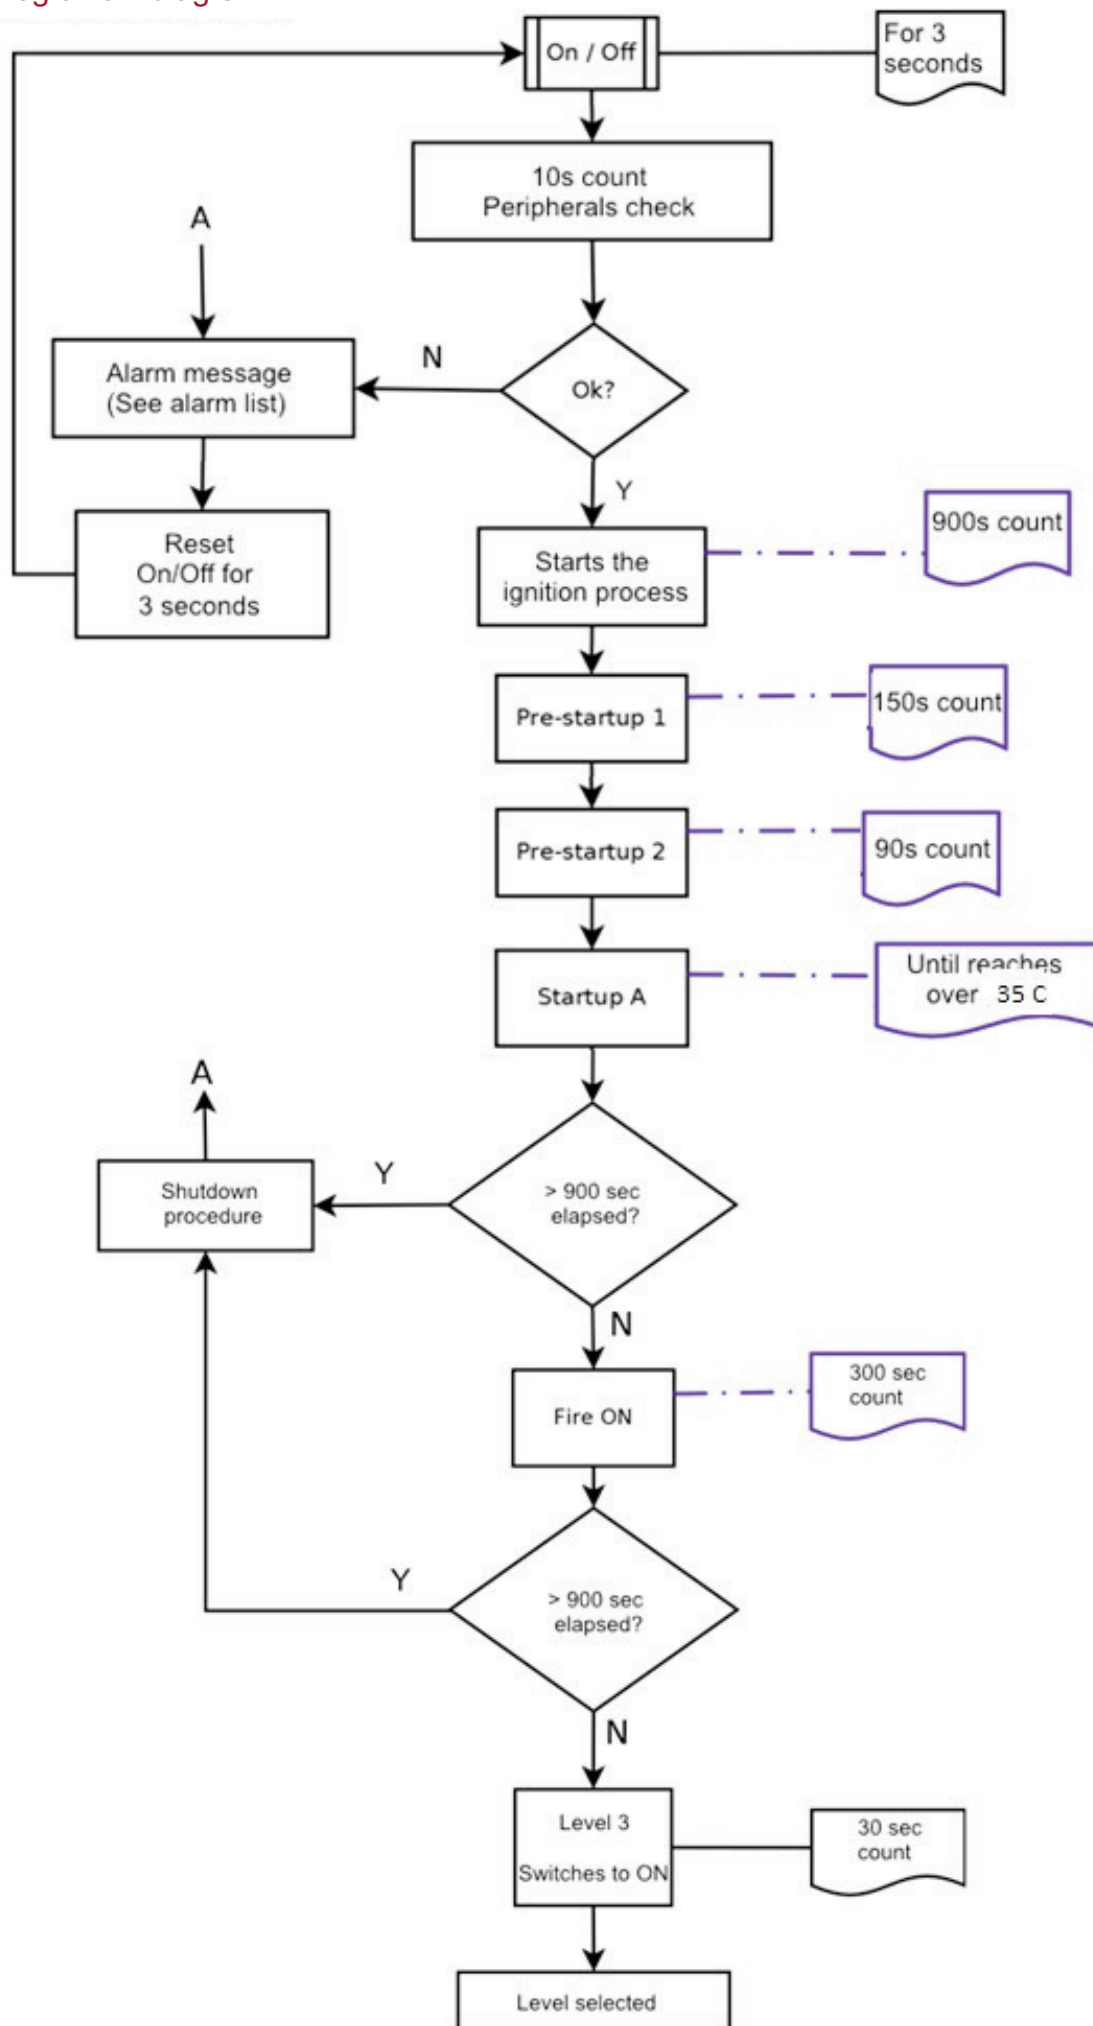 On / Off
For 3
seconds
10s count
Peripherals check
A
Alarm message
(See alarm list)
N
Ok?
Y
Reset
On/Off for
3 seconds
Starts the
ignition process
900s count
Pre-startup 1
150s count
Pre-startup 2
90s count
Startup A
Until reaches
over 35 C
A
Shutdown
procedure
Y
> 900 sec
elapsed?
N
Fire ON
300 sec
count
Y
> 900 sec
elapsed?
N
Level 3
Switches to ON
30 sec
count
Level selected